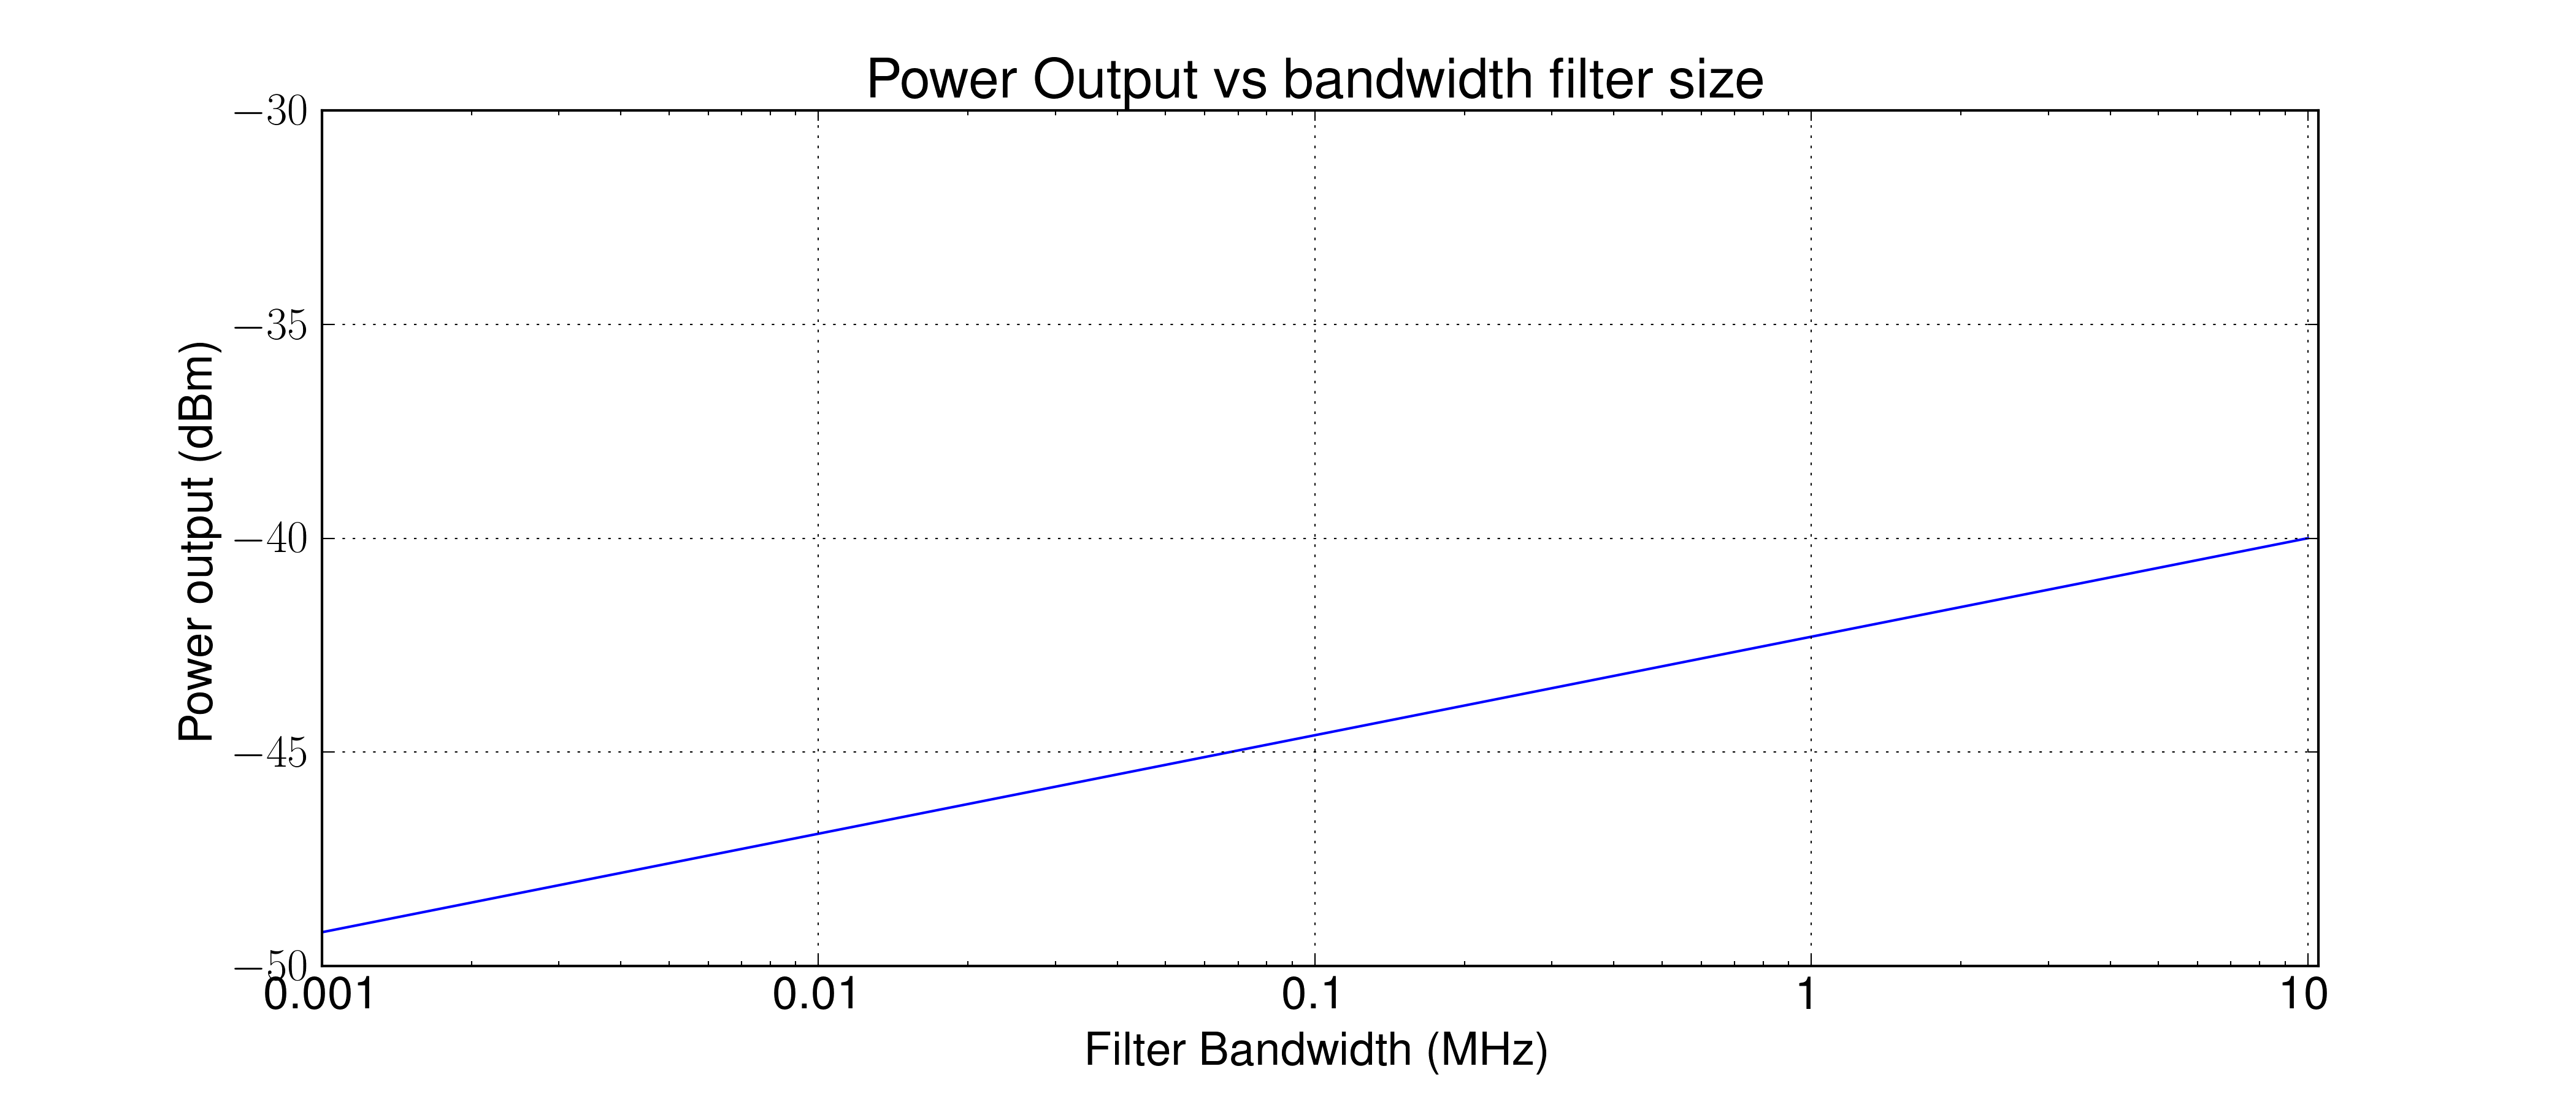 Power Output vs bandwidth filter size
−30
−35
−40
−45
−50
Power output (dBm)
0.001 0.01 0.1 1 10
Filter Bandwidth (MHz)